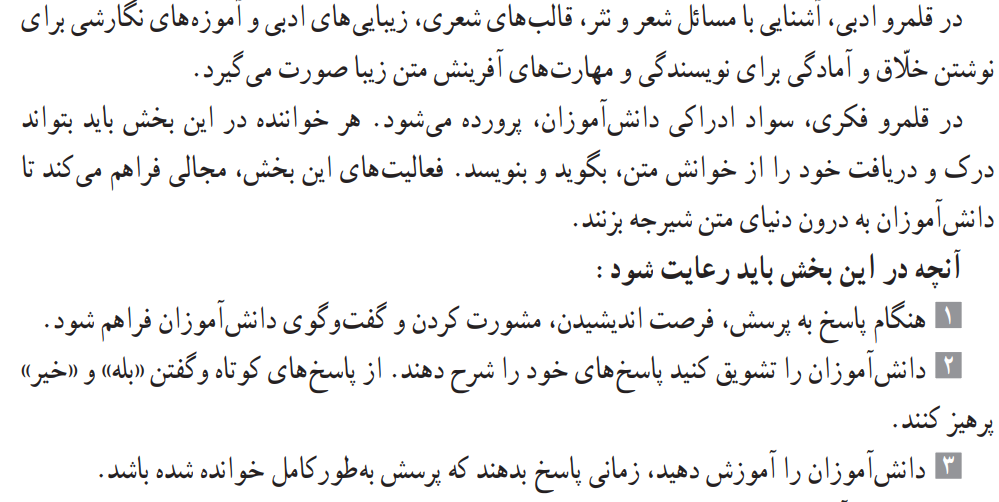 در قلمرو ادبی، آشنایی با مسائل شعر و نثر، قالب‌های شعری، زیبایی‌های ادبی و آموزه‌های نگارشی برای
نوشتن خلّاق و آمادگی برای نویسندگی و مهارت‌های آفرینش متن زیبا صورت می‌گیرد.
در قلمرو فکری، سواد ادراکی دانش‌آموزان، پرورده می‌شود. هر خواننده در این بخش باید بتواند
درک و دریافت خود را از خوانش متن، بگوید و بنویسد. فعالیت‌های این بخش، مجالی فراهم می‌کند تا
دانش‌آموزان به درون دنیای متن شیرجه بزنند.
آنچه در این بخش باید رعایت شود :
۱ هنگام پاسخ به پرسش، فرصت اندیشیدن، مشورت کردن و گفت‌وگوی دانش‌آموزان فراهم شود.
۲ دانش‌آموزان را تشویق کنید پاسخ‌های خود را شرح دهند. از پاسخ‌های کوتاه وگفتن «بله» و «خیر»
پرهیز کنند.
۳ دانش‌آموزان را آموزش دهید، زمانی پاسخ بدهند که پرسش به‌طورکامل خوانده شده باشد.